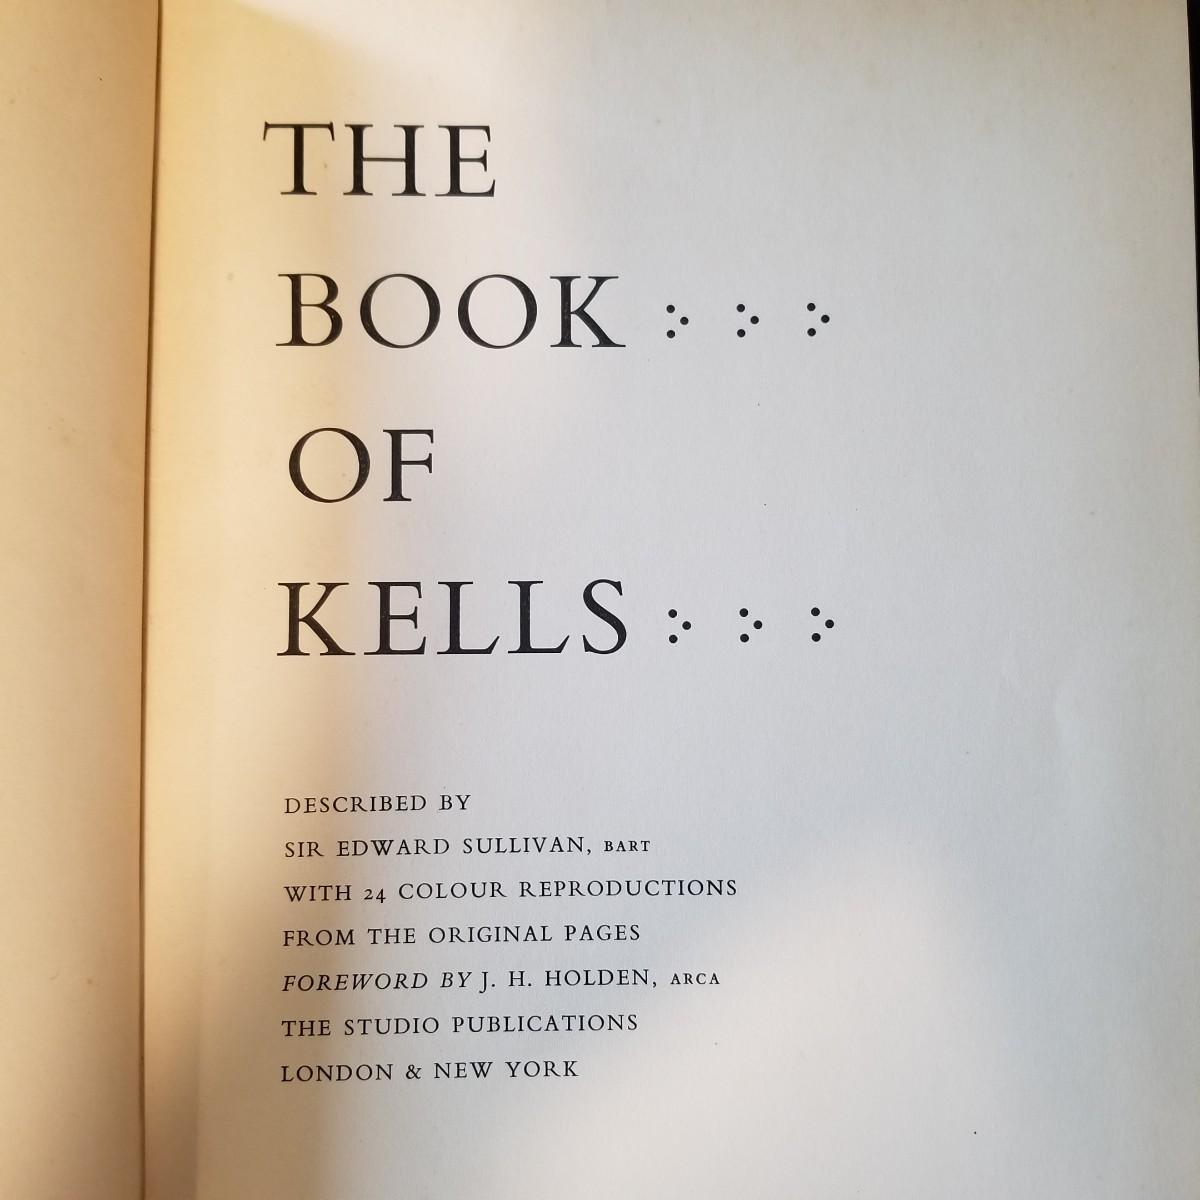 THE
BOOK
OF
KELLS
DESCRIBED BY
SIR EDWARD SULLIVAN, BART
WITH 24 COLOUR REPRODUCTIONS
FROM THE ORIGINAL PAGES
FOREWORD BY J. H. HOLDEN, ARCA
THE STUDIO PUBLICATIONS
LONDON & NEW YORK